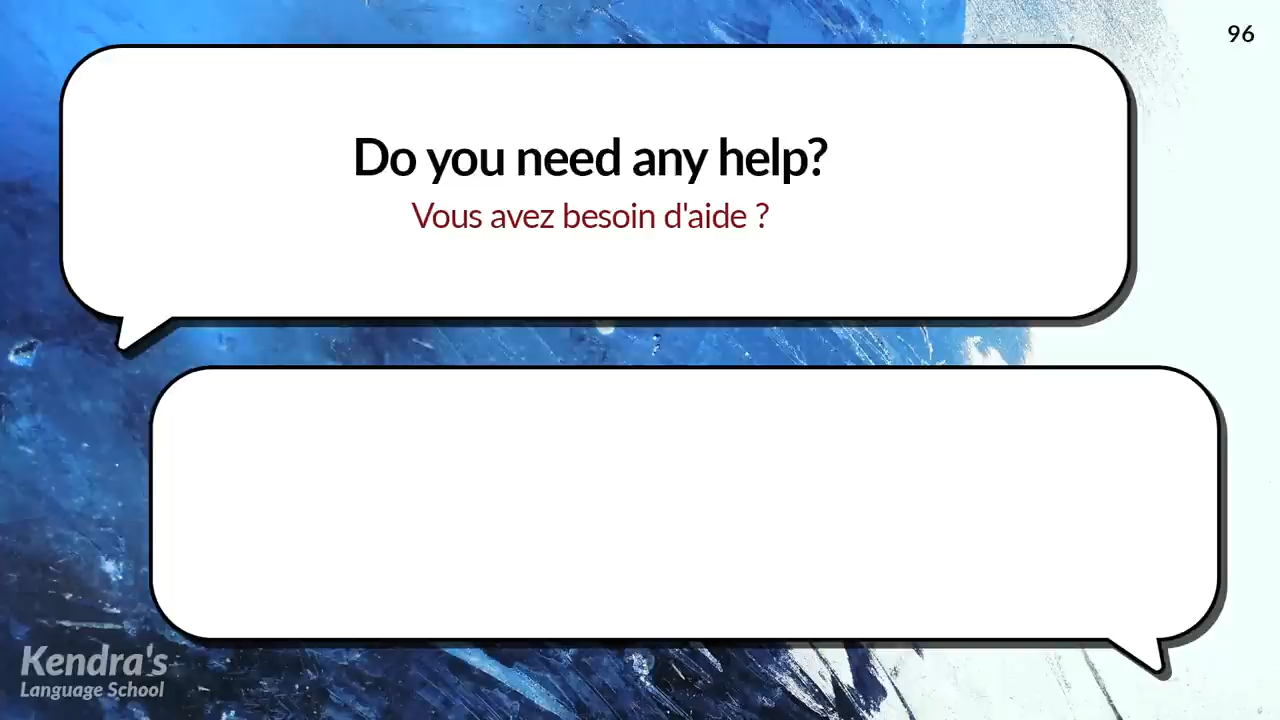 96
Do you need any help?
Vous avez besoin d'aide ?
Kendra's
Language School